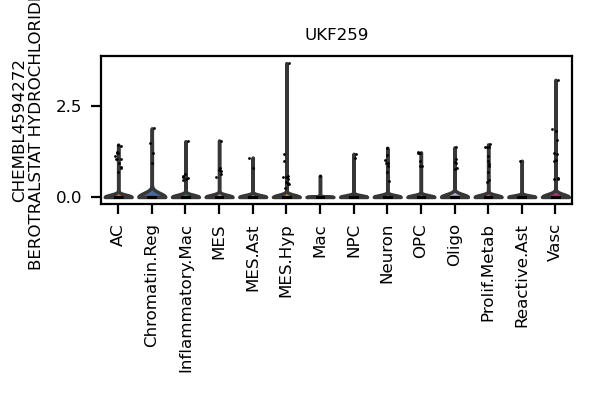 UKF259
CHEMBL4594272
BEROTRALSTAT HYDROCHLORIDE
2.5
0.0
AC
Chromatin.Reg
Inflammatory.Mac
MES
MES.Ast
MES.Hyp
Mac
NPC
Neuron
OPC
Oligo
Prolif.Metab
Reactive.Ast
Vasc